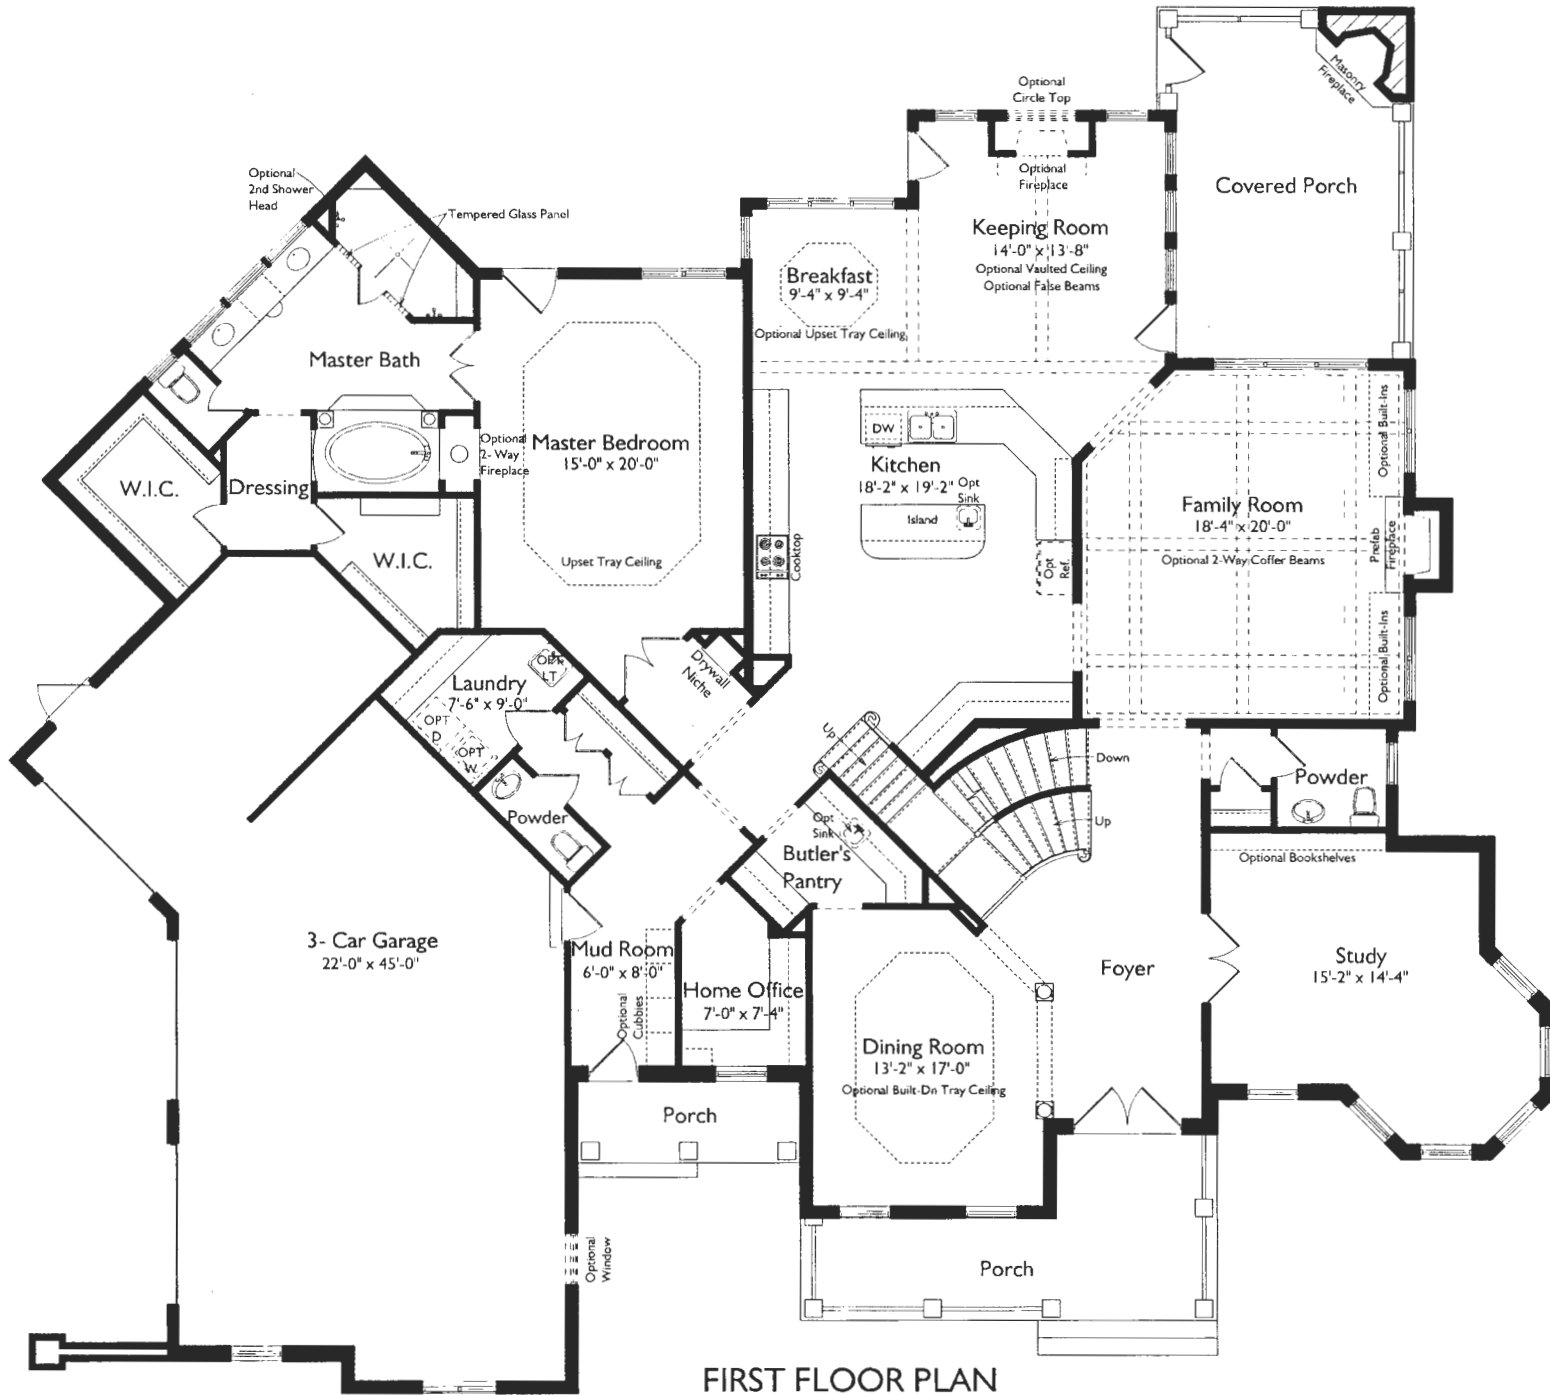 Optional
Circle Top
Masonry
Fireplace
Optional
2nd Shower
Head
Tempered Glass Panel
Optional
Fireplace
Covered Porch
Keeping Room
14'-0" x 13'-8"
Optional Vaulted Ceiling
Optional False Beams
Breakfast
9'-4" x 9'-4"
Optional Upset Tray Ceiling
Master Bath
Optional
2- Way
Fireplace
Master Bedroom
15'-0" x 20'-0"
Upset Tray Ceiling
W.I.C.
Dressing
W.I.C.
DW
Kitchen
18'-2" x 19'-2"
Opt
Sink
Island
Cooktop
Opt
Ref.
Optional Built-Ins
Family Room
18'-4" x 20'-0"
Optional 2-Way Coffer Beams
Prefab
Fireplace
Optional Built-Ins
Drywall
Niche
OPT
LT
Laundry
7'-6" x 9'-0"
OPT
D
OPT
W
Powder
Up
Down
Up
Powder
Opt
Sink
Butler's
Pantry
Optional Bookshelves
3- Car Garage
22'-0" x 45'-0"
Mud Room
6'-0" x 8'-0"
Optional
Cubbies
Home Office
7'-0" x 7'-4"
Foyer
Study
15'-2" x 14'-4"
Dining Room
13'-2" x 17'-0"
Optional Built-Dn Tray Ceiling
Porch
Optional
Window
Porch
FIRST FLOOR PLAN